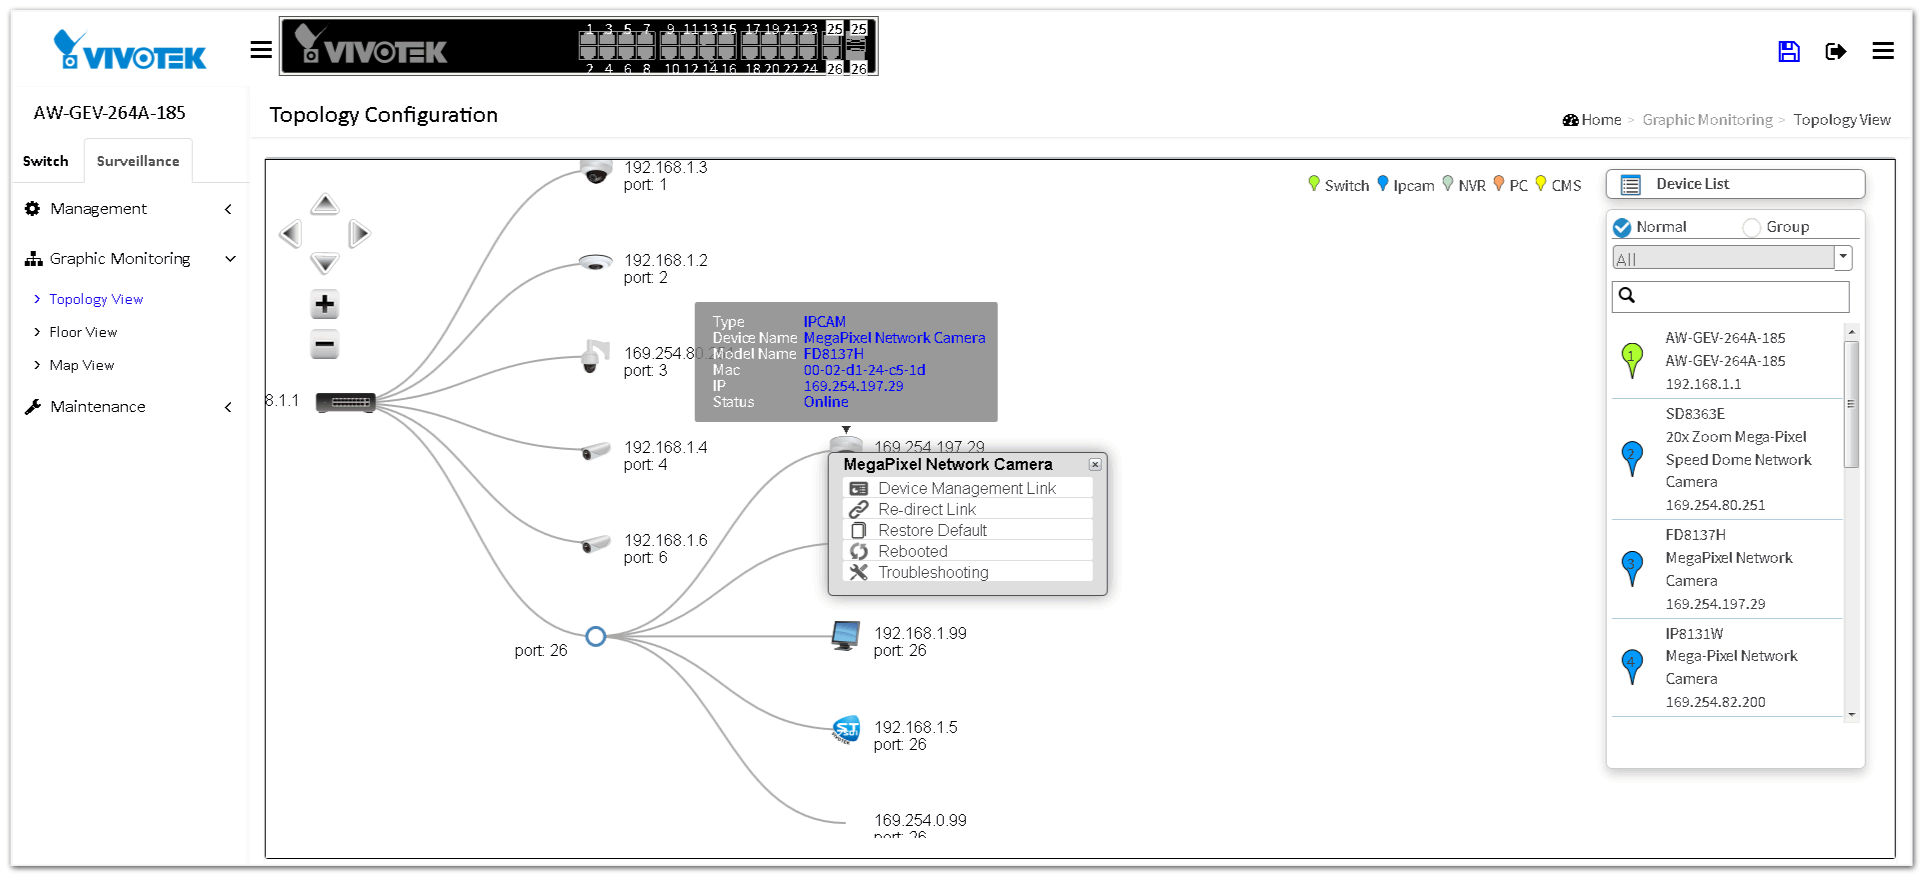 VIVOTEK
VIVOTEK
1 3 5 7 9 11 13 15 17 19 21 23 25 25
2 4 6 8 10 12 14 16 18 20 22 24 26 26
AW-GEV-264A-185
Topology Configuration
Home > Graphic Monitoring > Topology View
Switch
Surveillance
Management
Graphic Monitoring
Topology View
Floor View
Map View
Maintenance
192.168.1.3
port: 1
192.168.1.2
port: 2
169.254.80.251
port: 3
8.1.1
192.168.1.4
port: 4
192.168.1.6
port: 6
port: 26
Type IPCAM
Device Name MegaPixel Network Camera
Model Name FD8137H
Mac 00-02-d1-24-c5-1d
IP 169.254.197.29
Status Online
169.254.197.29
MegaPixel Network Camera
Device Management Link
Re-direct Link
Restore Default
Rebooted
Troubleshooting
192.168.1.99
port: 26
192.168.1.5
port: 26
169.254.0.99
port: 26
Switch Ipcam NVR PC CMS
Device List
Normal Group
All
1
AW-GEV-264A-185
AW-GEV-264A-185
192.168.1.1
2
SD8363E
20x Zoom Mega-Pixel
Speed Dome Network
Camera
169.254.80.251
3
FD8137H
MegaPixel Network
Camera
169.254.197.29
4
IP8131W
Mega-Pixel Network
Camera
169.254.82.200